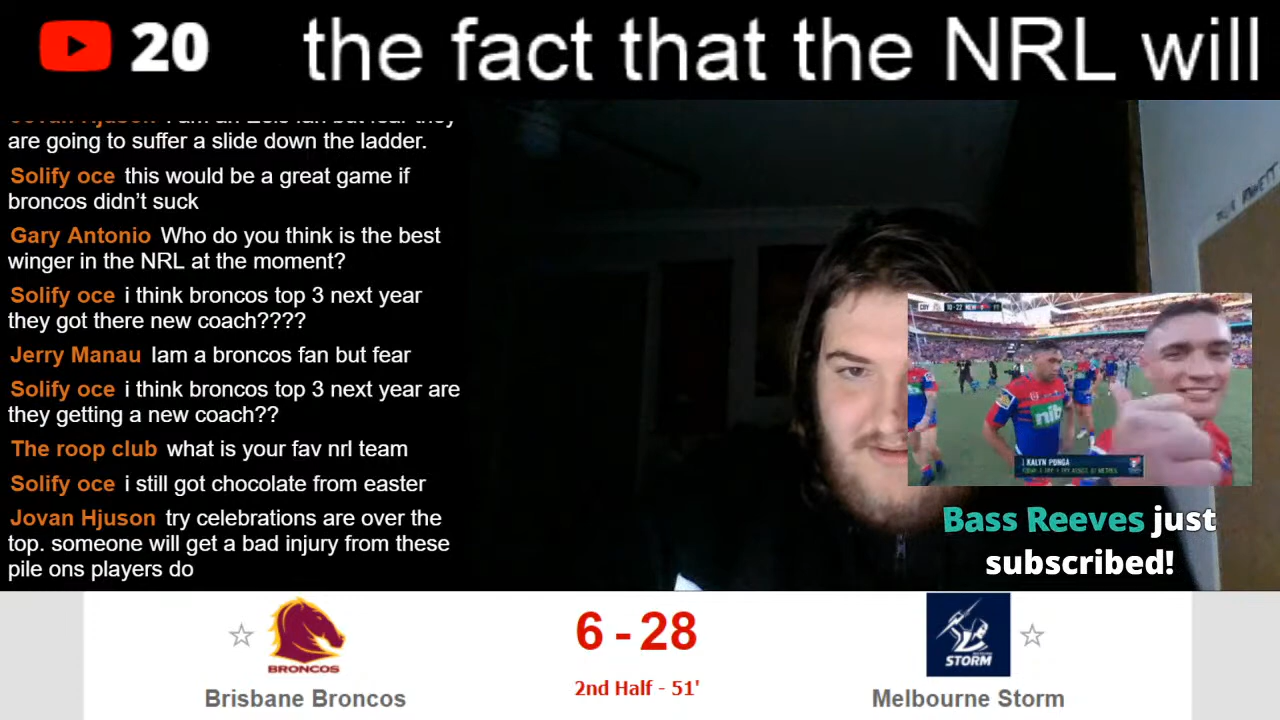 20 the fact that the NRL will
are going to suffer a slide down the ladder.
Solify oce this would be a great game if
broncos didn't suck
Gary Antonio Who do you think is the best
winger in the NRL at the moment?
Solify oce i think broncos top 3 next year
they got there new coach????
Jerry Manau Iam a broncos fan but fear
Solify oce i think broncos top 3 next year are
they getting a new coach??
The roop club what is your fav nrl team
Solify oce i still got chocolate from easter
Jovan Hjuson try celebrations are over the
top. someone will get a bad injury from these
pile ons players do
nib
KALYN PONGA
Bass Reeves just
subscribed!
BRONCOS
Brisbane Broncos
6 - 28
2nd Half - 51'
STORM
Melbourne Storm